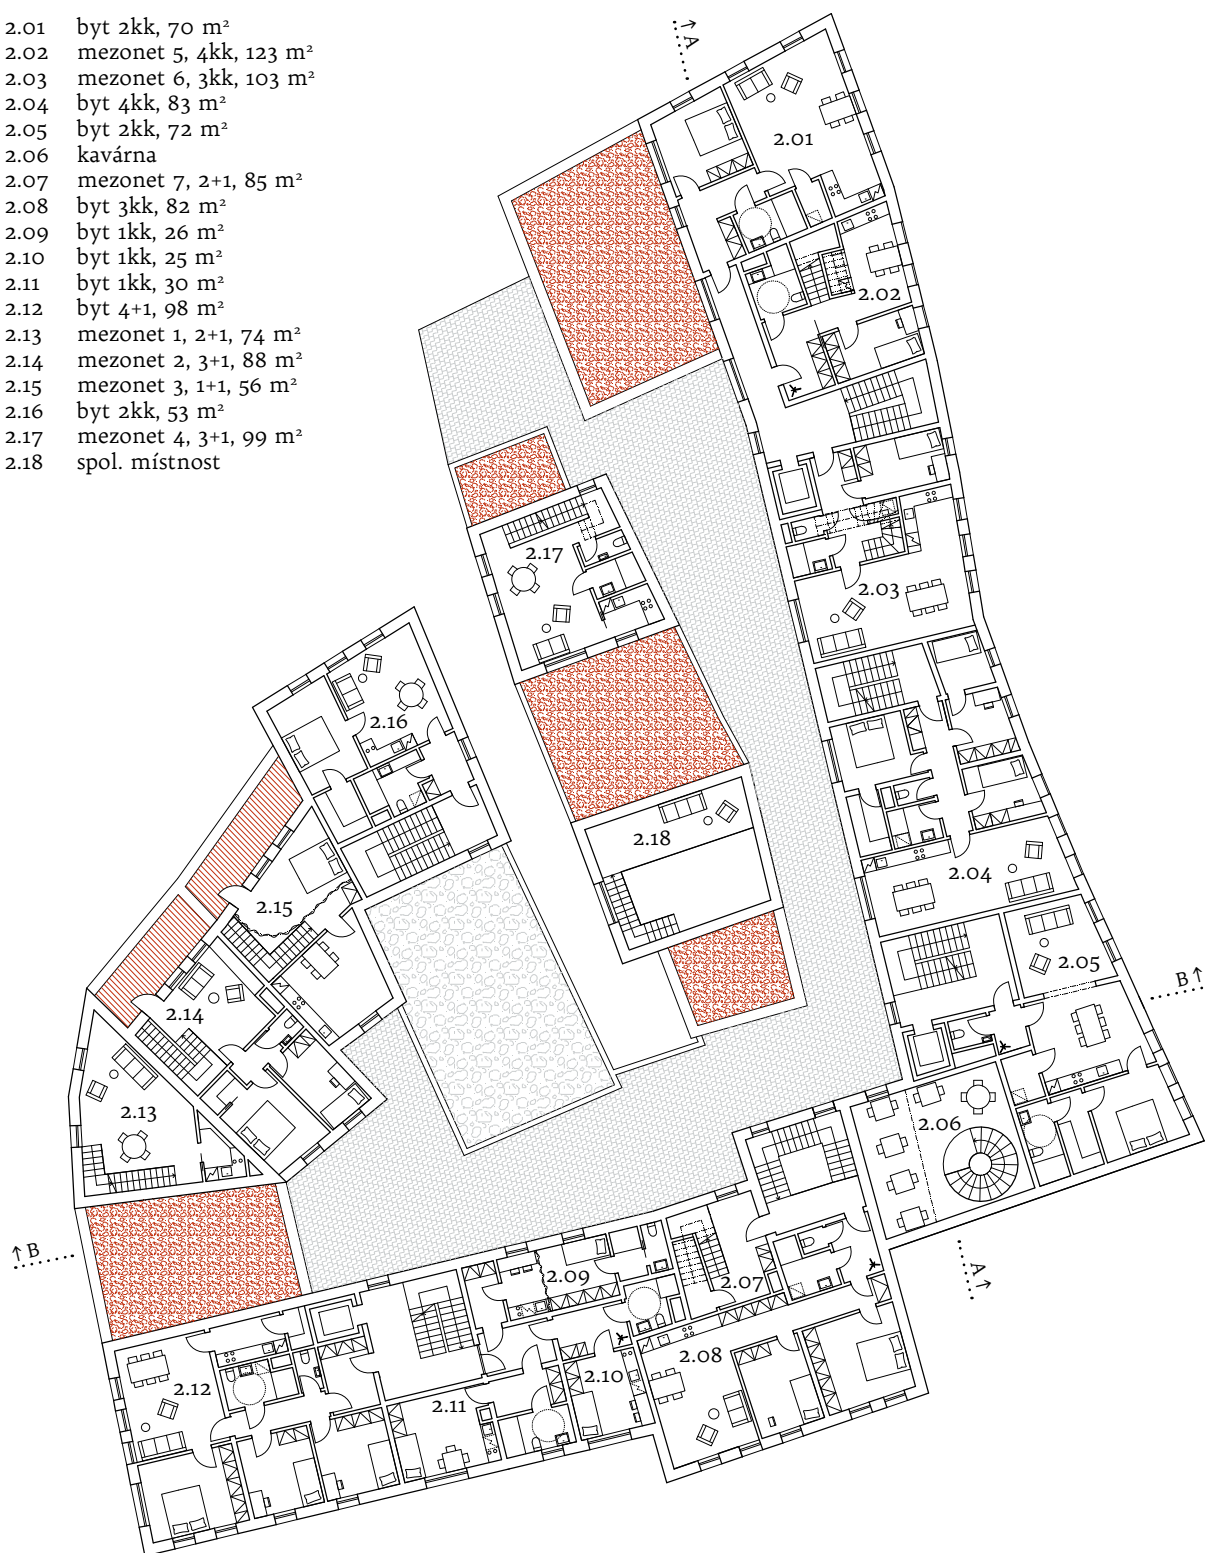 2.01 byt 2kk, 70 m²
2.02 mezonet 5, 4kk, 123 m²
2.03 mezonet 6, 3kk, 103 m²
2.04 byt 4kk, 83 m²
2.05 byt 2kk, 72 m²
2.06 kavárna
2.07 mezonet 7, 2+1, 85 m²
2.08 byt 3kk, 82 m²
2.09 byt 1kk, 26 m²
2.10 byt 1kk, 25 m²
2.11 byt 1kk, 30 m²
2.12 byt 4+1, 98 m²
2.13 mezonet 1, 2+1, 74 m²
2.14 mezonet 2, 3+1, 88 m²
2.15 mezonet 3, 1+1, 56 m²
2.16 byt 2kk, 53 m²
2.17 mezonet 4, 3+1, 99 m²
2.18 spol. místnost
↑ A
2.01
2.02
2.17
2.03
2.16
2.18
2.04
2.15
2.05
B ↑
2.14
2.13
2.06
↑ B
2.09
2.07
A ↑
2.08
2.10
2.12
2.11